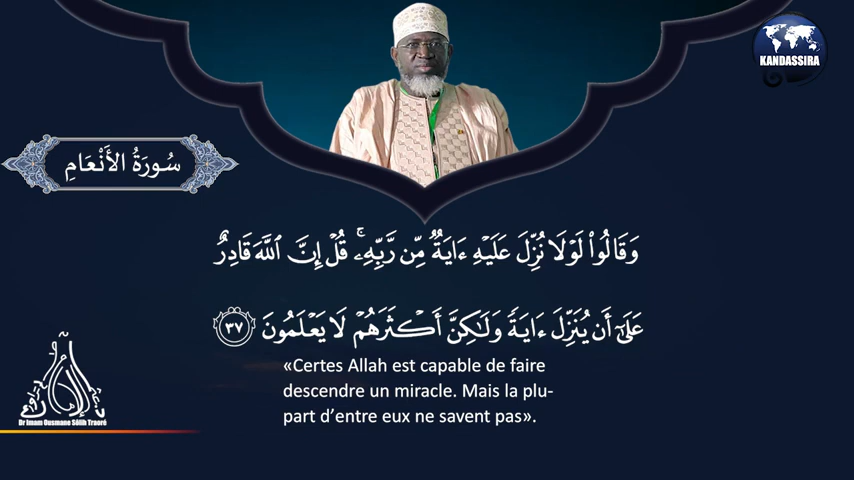 KANDASSIRA
سُورَةُ الأَنْعَامِ
وَقَالُوا۟ لَوْلَا نُزِّلَ عَلَيْهِ ءَايَةٌ مِّن رَّبِّهِۦ ۚ قُلْ إِنَّ ٱللَّهَ قَادِرٌ
عَلَىٰٓ أَن يُنَزِّلَ ءَايَةً وَلَـٰكِنَّ أَكْثَرَهُمْ لَا يَعْلَمُونَ ٣٧
«Certes Allah est capable de faire
descendre un miracle. Mais la plu-
part d’entre eux ne savent pas».
Dr Imam Ousmane Sôlih Traoré